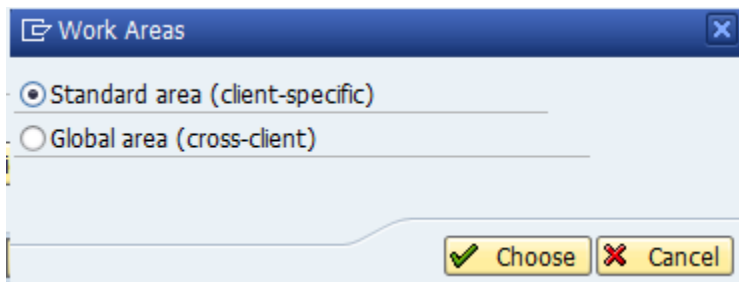 Work Areas
Standard area (client-specific)
Global area (cross-client)
Choose Cancel